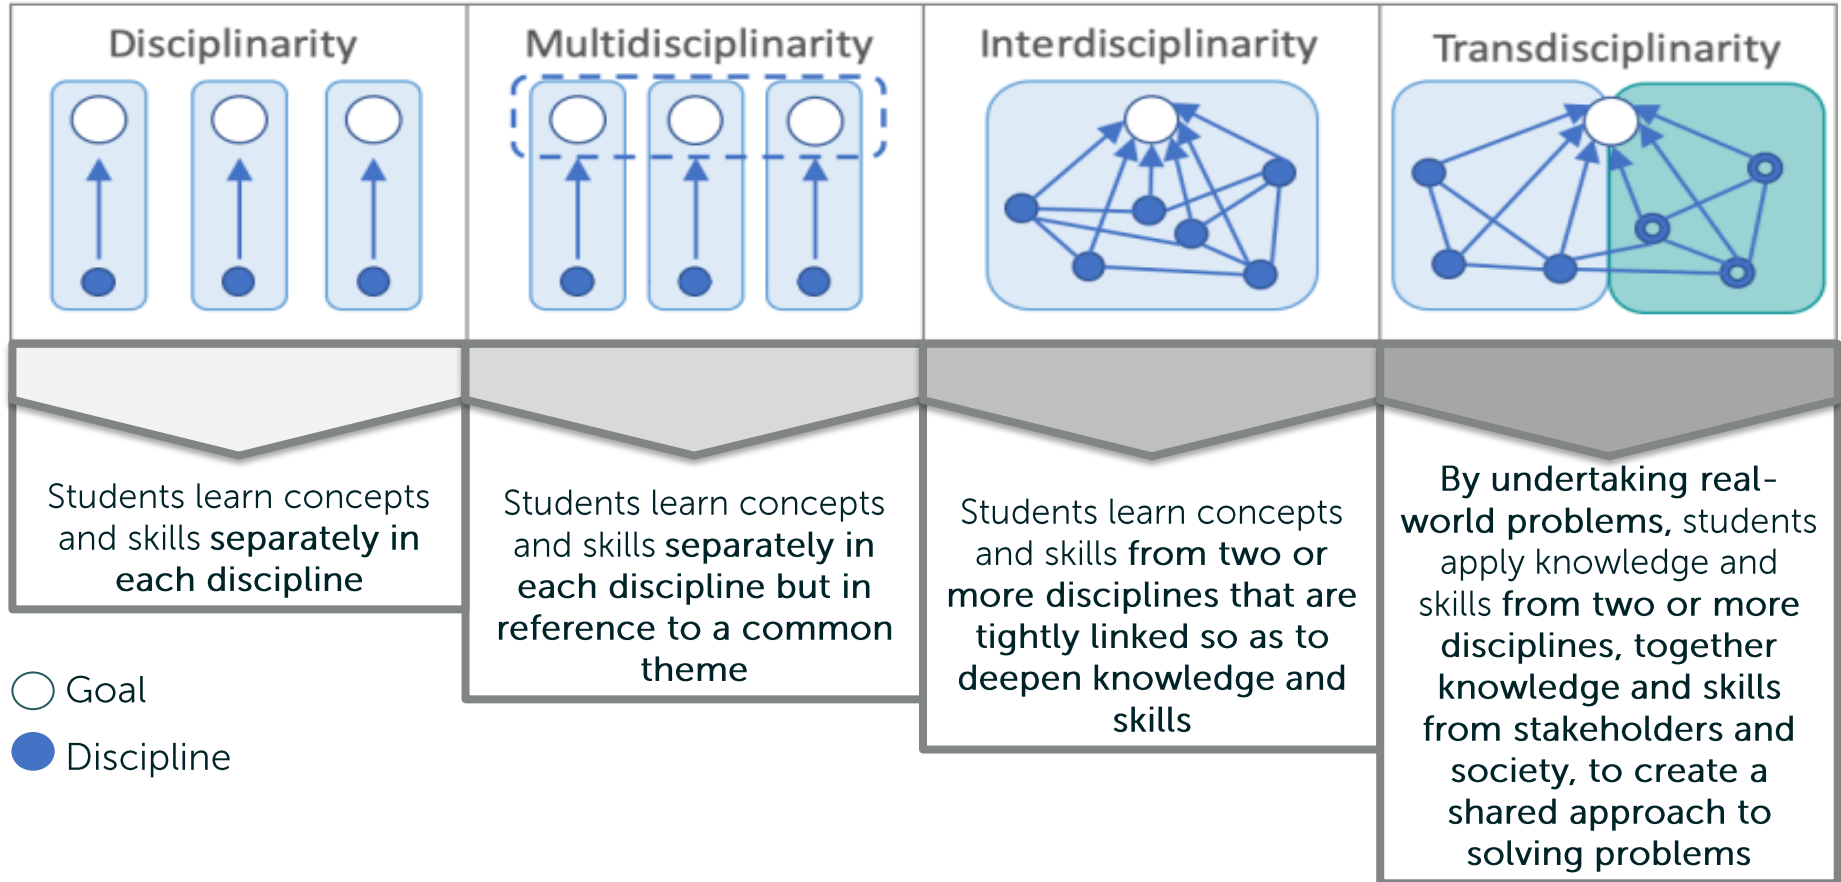 Disciplinarity
Multidisciplinarity
Interdisciplinarity
Transdisciplinarity
Students learn concepts
and skills separately in
each discipline
Students learn concepts
and skills separately in
each discipline but in
reference to a common
theme
Students learn concepts
and skills from two or
more disciplines that are
tightly linked so as to
deepen knowledge and
skills
By undertaking real-
world problems, students
apply knowledge and
skills from two or more
disciplines, together
knowledge and skills
from stakeholders and
society, to create a
shared approach to
solving problems
Goal
Discipline